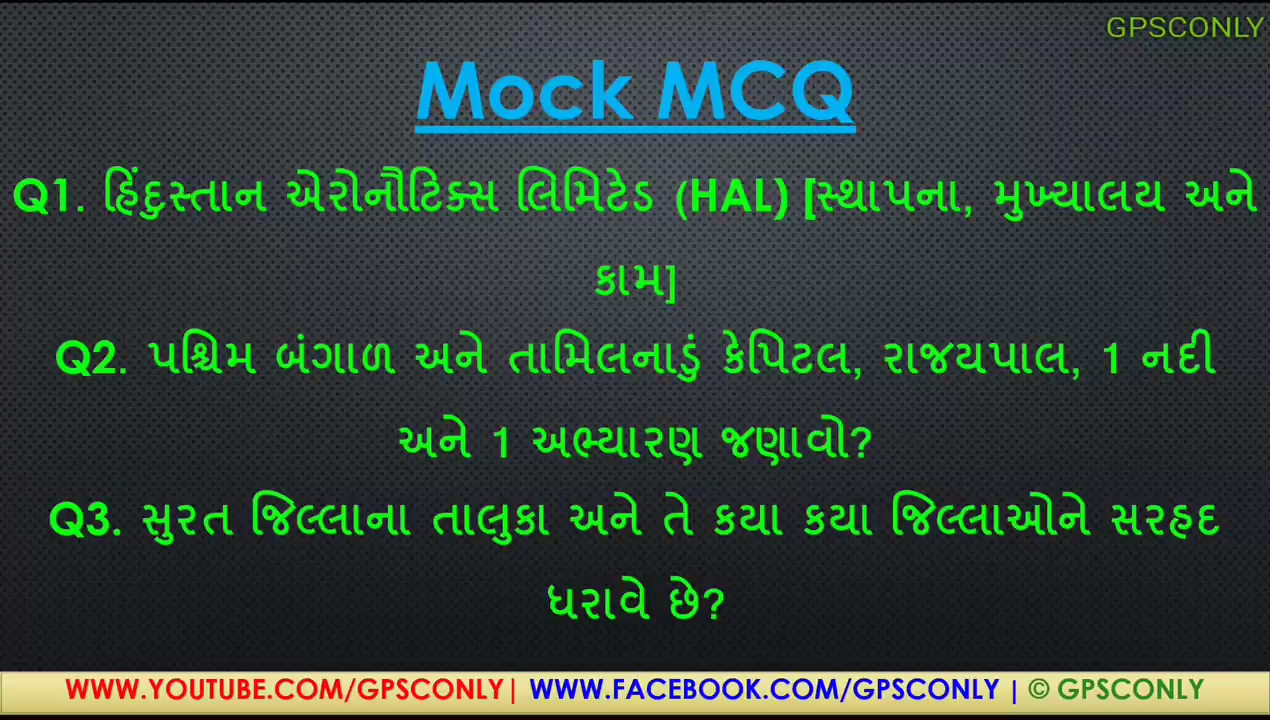 GPSCONLY
Mock MCQ
Q1. હિંદુસ્તાન એરોનૌટિક્સ લિમિટેડ (HAL) [સ્થાપના, મુખ્યાલય અને
કામ]
Q2. પશ્ચિમ બંગાળ અને તામિલનાડું કેપિટલ, રાજયપાલ, 1 નદી
અને 1 અભ્યારણ જણાવો?
Q3. સુરત જિલ્લાના તાલુકા અને તે કયા કયા જિલ્લાઓને સરહદ
ધરાવે છે?
WWW.YOUTUBE.COM/GPSCONLY | WWW.FACEBOOK.COM/GPSCONLY | © GPSCONLY